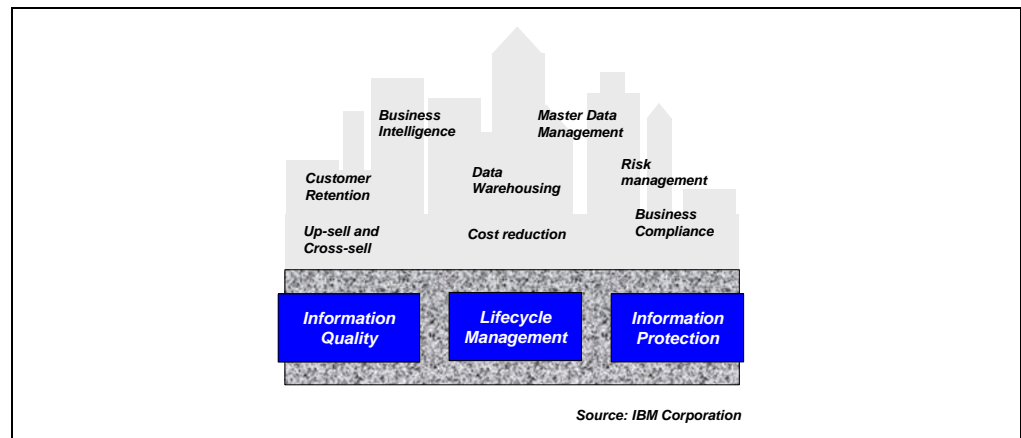 Business
Intelligence
Master Data
Management
Customer
Retention
Data
Warehousing
Risk
management
Up-sell and
Cross-sell
Cost reduction
Business
Compliance
Information
Quality
Lifecycle
Management
Information
Protection
Source: IBM Corporation